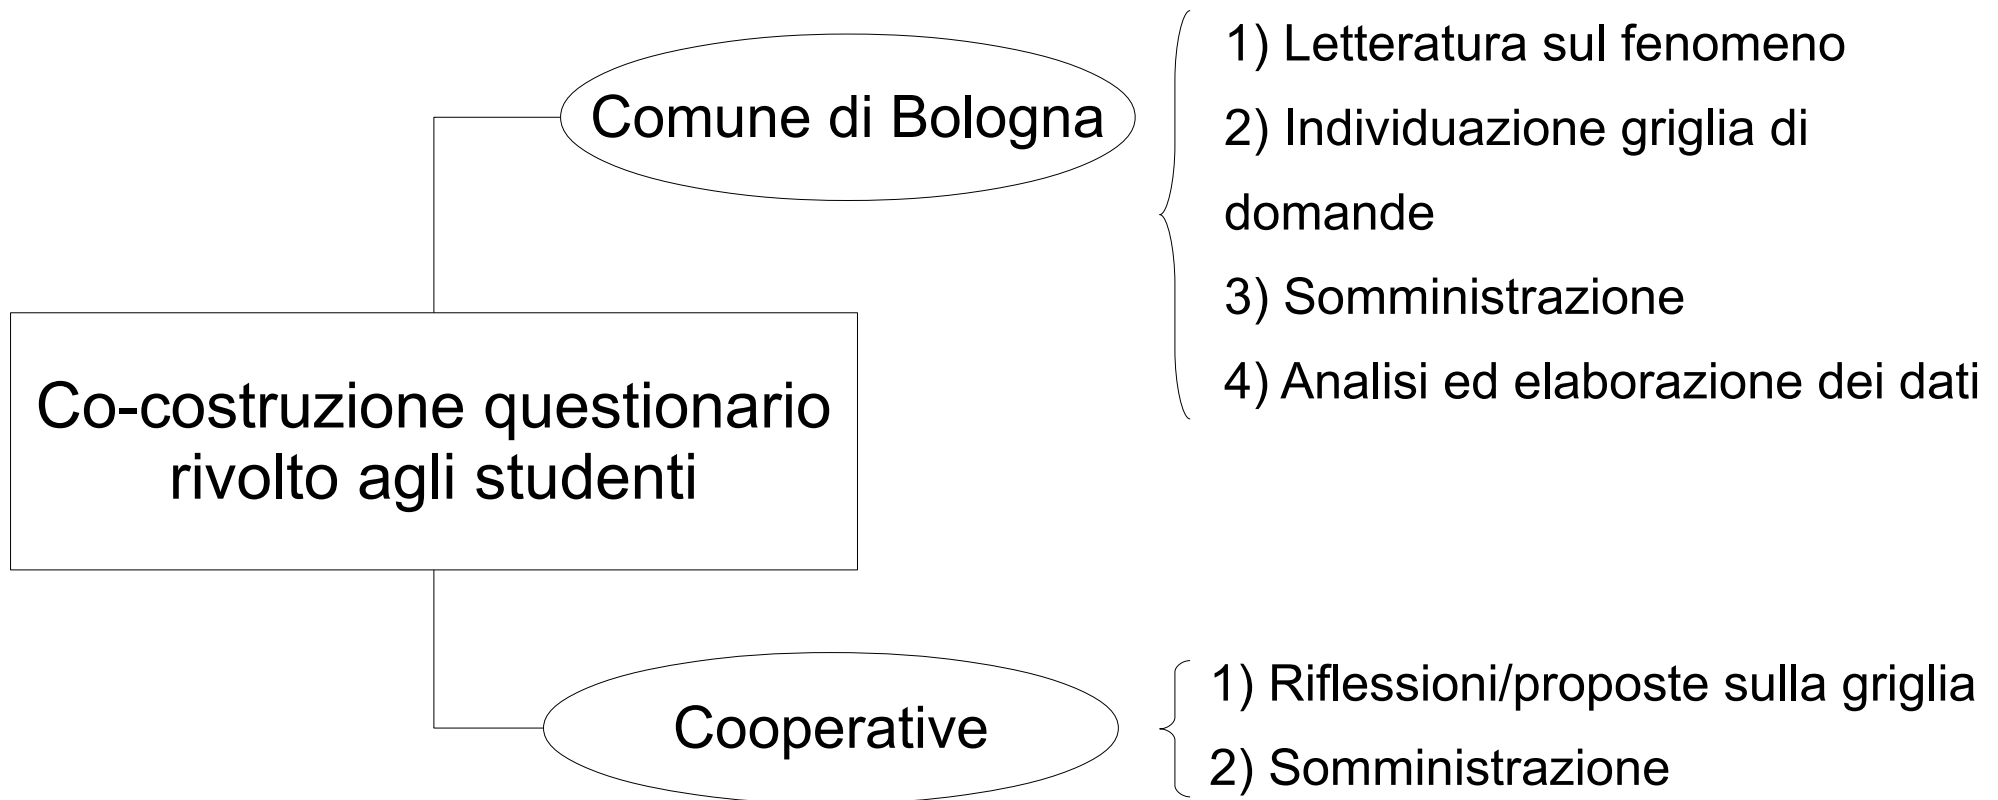 Comune di Bologna
1) Letteratura sul fenomeno
2) Individuazione griglia di
domande
3) Somministrazione
4) Analisi ed elaborazione dei dati
Co-costruzione questionario
rivolto agli studenti
Cooperative
1) Riflessioni/proposte sulla griglia
2) Somministrazione